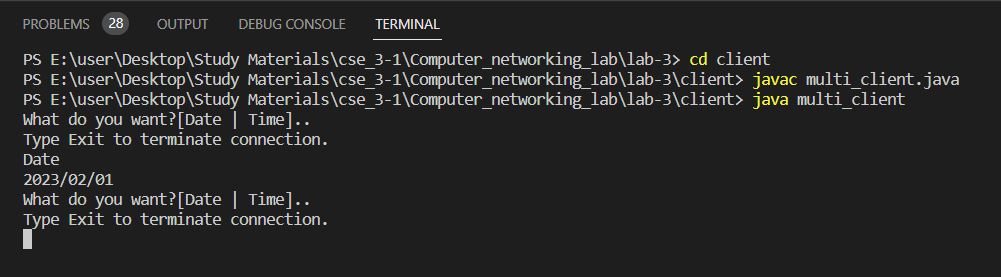 PROBLEMS 28 OUTPUT DEBUG CONSOLE TERMINAL
PS E:\user\Desktop\Study Materials\cse_3-1\Computer_networking_lab\lab-3> cd client
PS E:\user\Desktop\Study Materials\cse_3-1\Computer_networking_lab\lab-3\client> javac multi_client.java
PS E:\user\Desktop\Study Materials\cse_3-1\Computer_networking_lab\lab-3\client> java multi_client
What do you want?[Date | Time]..
Type Exit to terminate connection.
Date
2023/02/01
What do you want?[Date | Time]..
Type Exit to terminate connection.